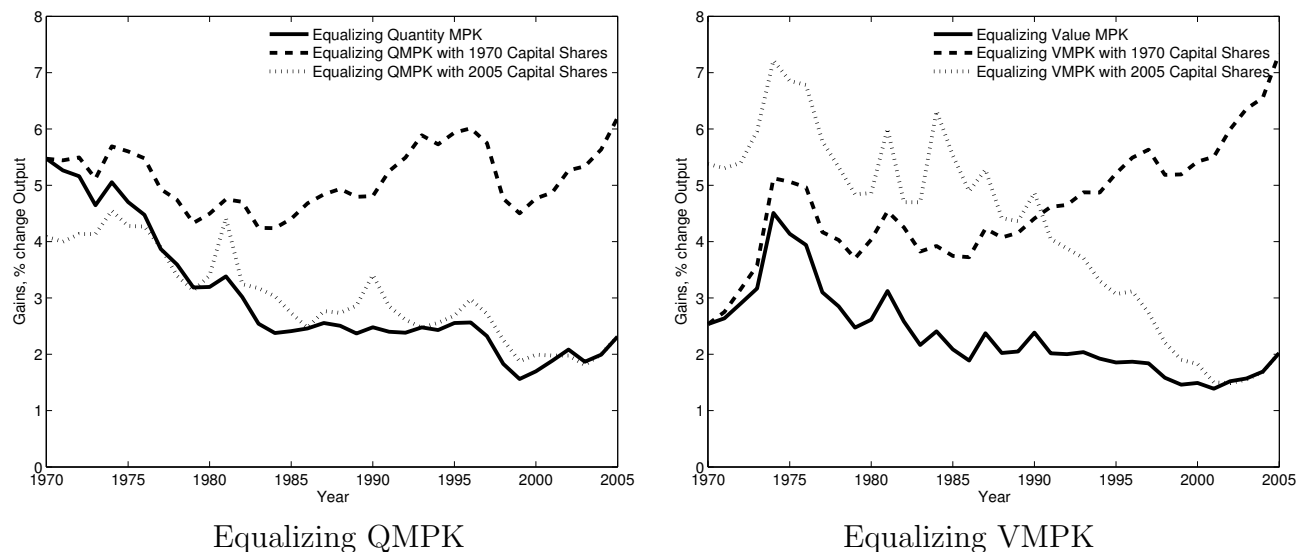 8
7
6
5
4
3
2
1
0
Gains, % change Output
Equalizing Quantity MPK
Equalizing QMPK with 1970 Capital Shares
Equalizing QMPK with 2005 Capital Shares
1970 1975 1980 1985 1990 1995 2000 2005
Year
Equalizing QMPK
8
7
6
5
4
3
2
1
0
Gains, % change Output
Equalizing Value MPK
Equalizing VMPK with 1970 Capital Shares
Equalizing VMPK with 2005 Capital Shares
1970 1975 1980 1985 1990 1995 2000 2005
Year
Equalizing VMPK